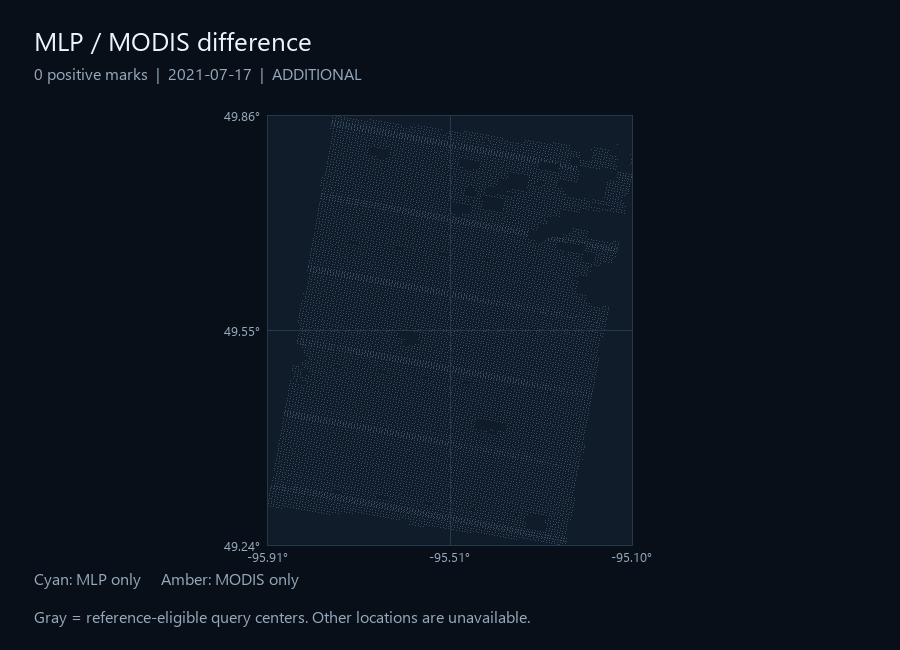 MLP / MODIS difference
0 positive marks | 2021-07-17 | ADDITIONAL
49.86°
49.55°
49.24°
-95.91° -95.51° -95.10°
Cyan: MLP only Amber: MODIS only
Gray = reference-eligible query centers. Other locations are unavailable.